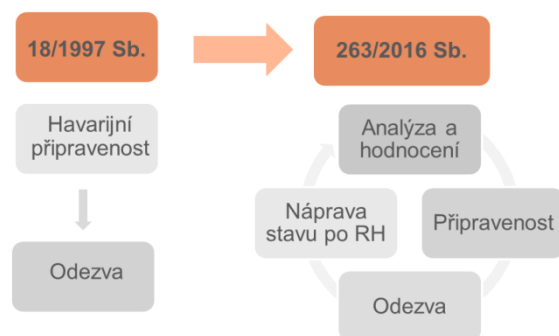 18/1997 Sb.
263/2016 Sb.
Havarijní
připravenost
Odezva
Analýza a
hodnocení
Připravenost
Odezva
Náprava
stavu po RH